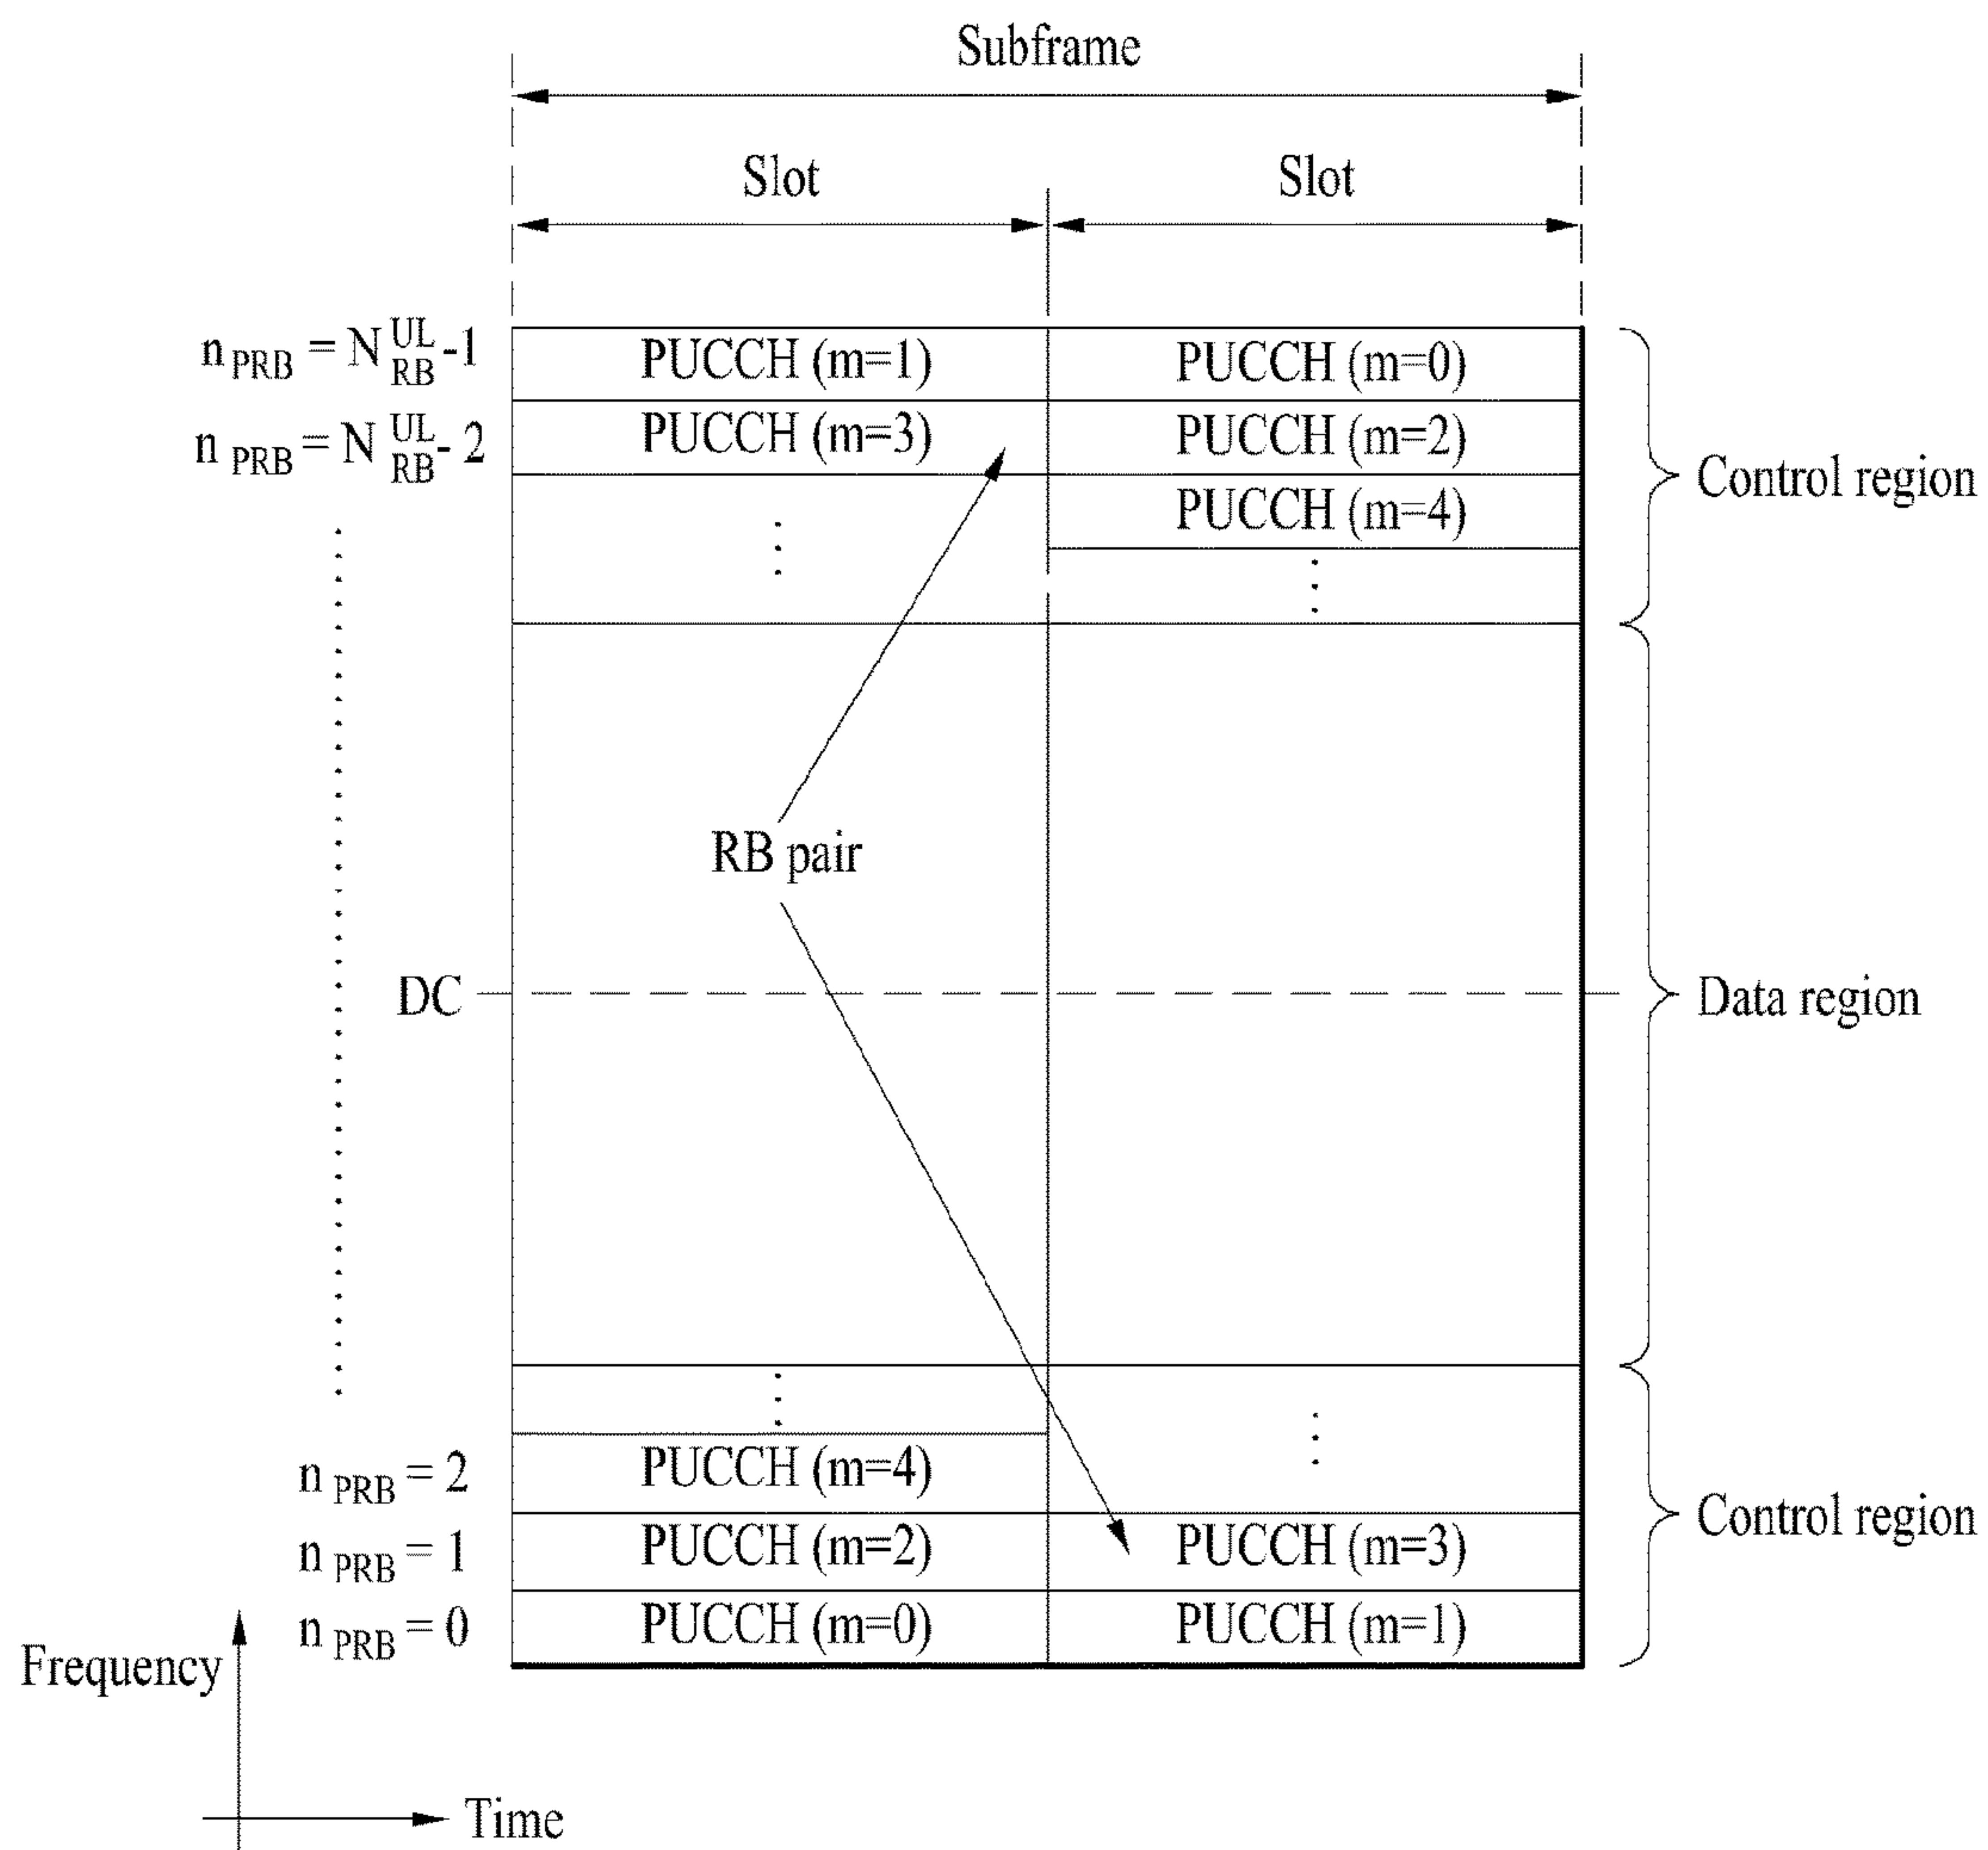 Subframe
Slot Slot
n PRB = N UL RB -1 PUCCH (m=1) PUCCH (m=0)
n PRB = N UL RB - 2 PUCCH (m=3) PUCCH (m=2)
PUCCH (m=4)
Control region
RB pair
DC
Data region
n PRB = 2 PUCCH (m=4)
Control region
n PRB = 1 PUCCH (m=2) PUCCH (m=3)
n PRB = 0 PUCCH (m=0) PUCCH (m=1)
Frequency
Time